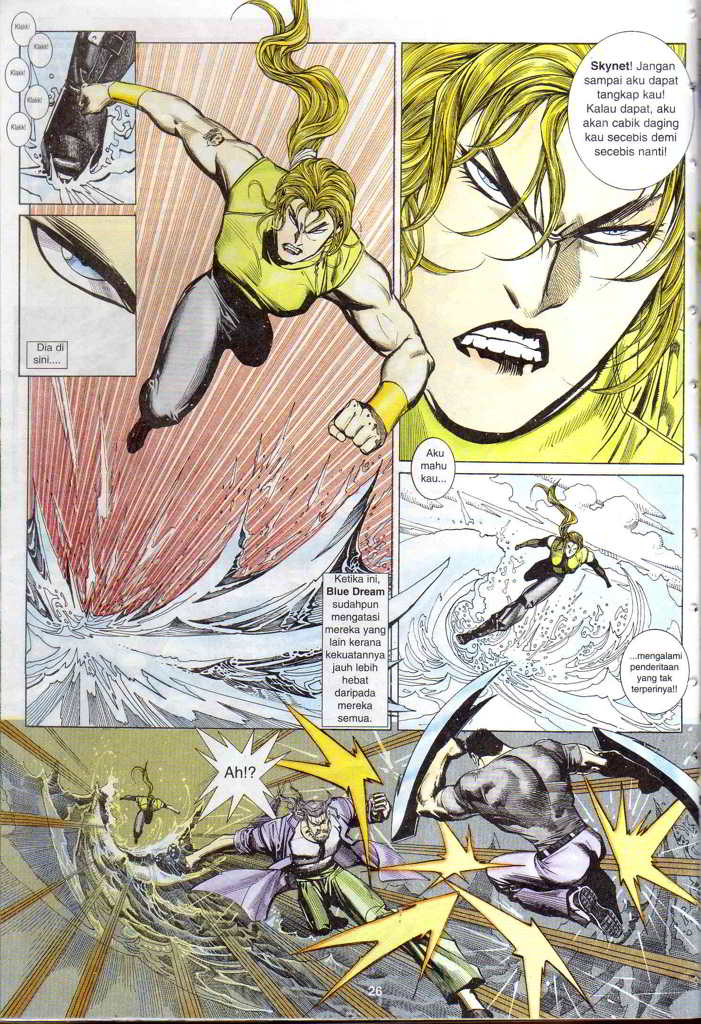 Klakk!
Klakk!
Klakk!
Klakk!
Klakk!
Dia di
sini....
Skynet! Jangan
sampai aku dapat
tangkap kau!
Kalau dapat, aku
akan cabik daging
kau secebis demi
secebis nanti!
Aku
mahu
kau...
Ketika ini,
Blue Dream
sudahpun
mengatasi
mereka yang
lain kerana
kekuatannya
jauh lebih
hebat
daripada
mereka
semua.
...mengalami
penderitaan
yang tak
terperinya!!
Ah!?
26